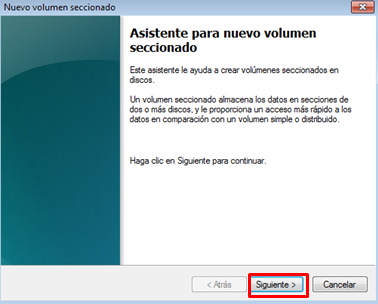 Nuevo volumen seccionado
Asistente para nuevo volumen
seccionado
Este asistente le ayuda a crear volúmenes seccionados en
discos.
Un volumen seccionado almacena los datos en secciones de
dos o más discos, y le proporciona un acceso más rápido a los
datos en comparación con un volumen simple o distribuido.
Haga clic en Siguiente para continuar.
< Atrás
Siguiente >
Cancelar